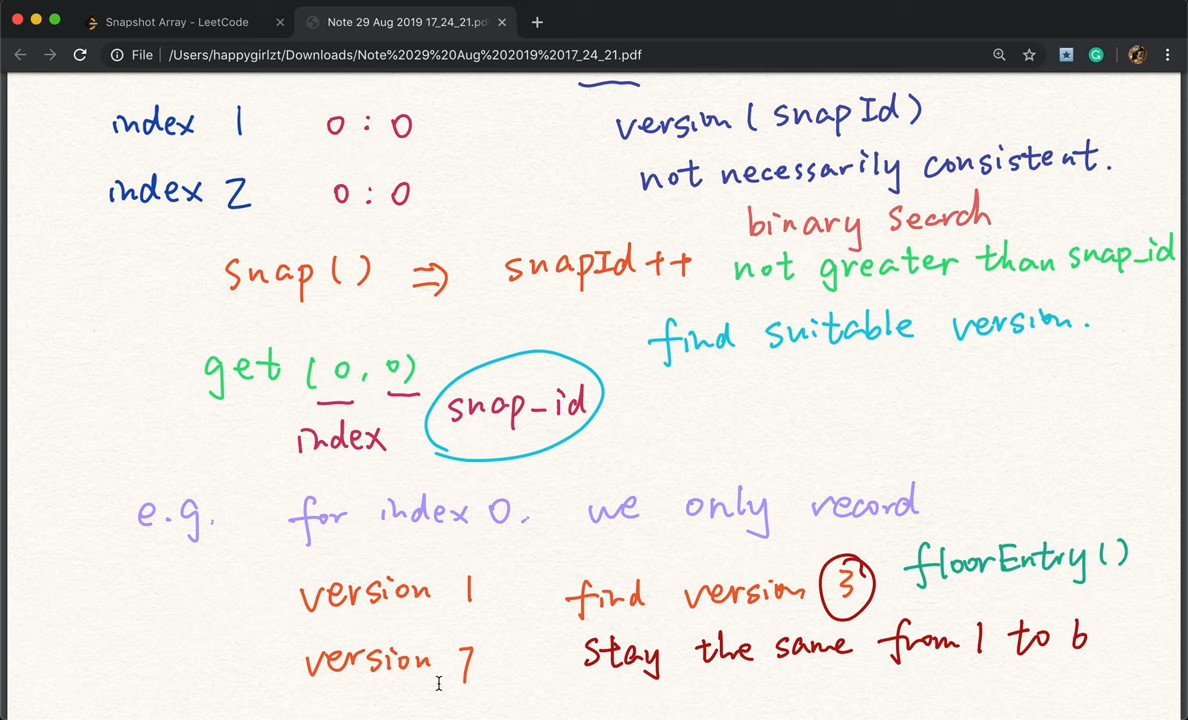 Snapshot Array - LeetCode
Note 29 Aug 2019 17_24_21.pd
File | /Users/happygirlzt/Downloads/Note%2029%20Aug%202019%2017_24_21.pdf
index 1 0 : 0
version ( snapId )
not necessarily consistent.
index 2 0 : 0
binary search
snap ( ) ⇒ snapId ++
not greater than snap_id
find suitable version.
get ( 0, 0)
snap-id
index
e.g. for index 0. we only record
floorEntry ( )
version 1 find version 3
version 7 stay the same from 1 to 6